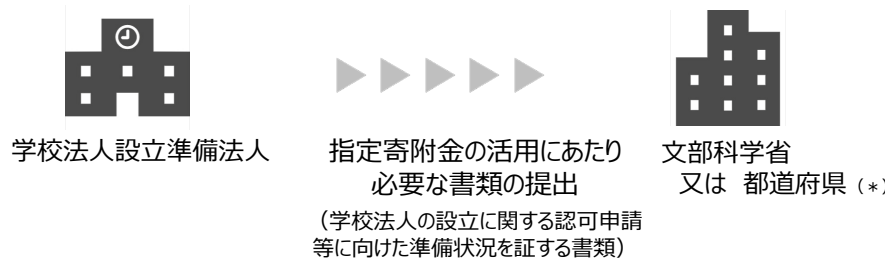 学校法人設立準備法人
指定寄附金の活用にあたり
必要な書類の提出
（学校法人の設立に関する認可申請
等に向けた準備状況を証する書類）
文部科学省
又は 都道府県（*）